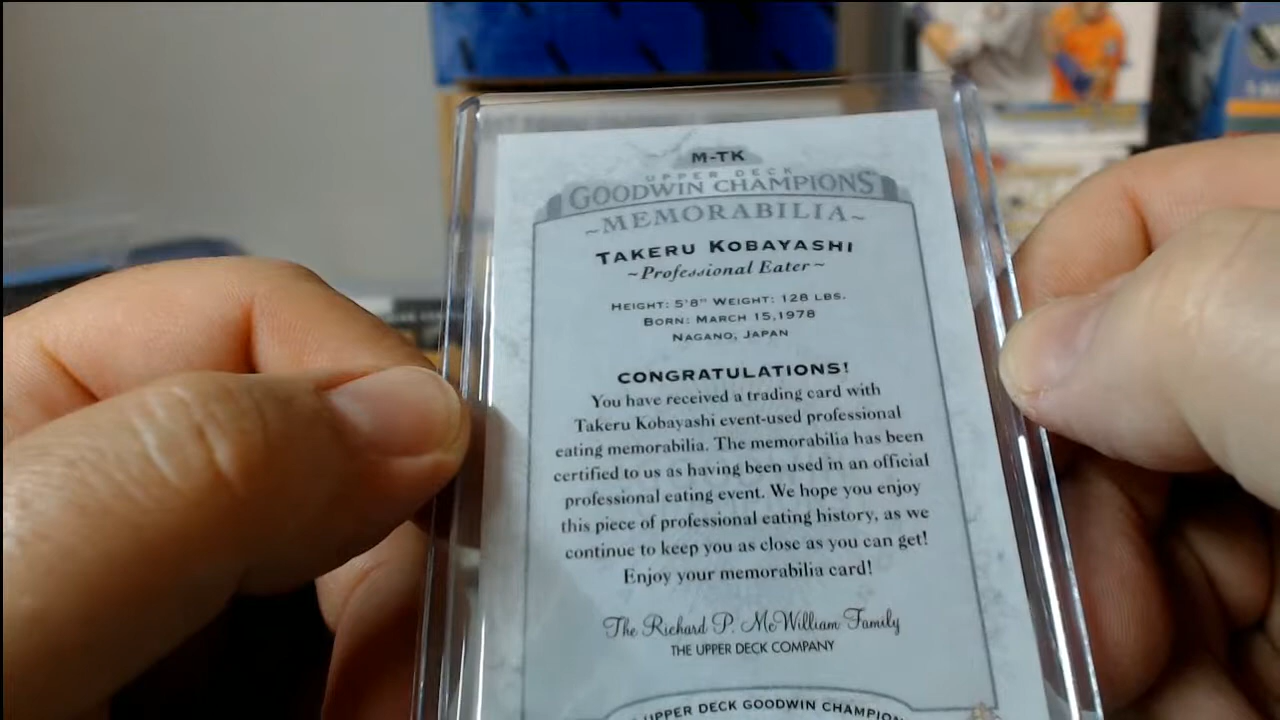 M-TK
UPPER DECK
GOODWIN CHAMPIONS
~MEMORABILIA~
TAKERU KOBAYASHI
~Professional Eater~
HEIGHT: 5'8" WEIGHT: 128 LBS.
BORN: MARCH 15,1978
NAGANO, JAPAN
CONGRATULATIONS!
You have received a trading card with
Takeru Kobayashi event-used professional
eating memorabilia. The memorabilia has been
certified to us as having been used in an official
professional eating event. We hope you enjoy
this piece of professional eating history, as we
continue to keep you as close as you can get!
Enjoy your memorabilia card!
The Richard P. McWilliam Family
THE UPPER DECK COMPANY
UPPER DECK GOODWIN CHAMPION